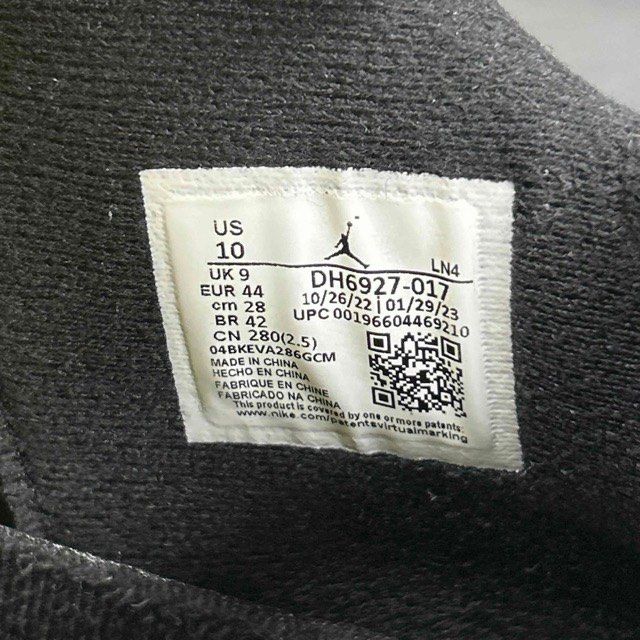 US
10
LN4
UK 9
EUR 44
cm 28
BR 42
CN 280(2.5)
04BKEVA286GCM
DH6927-017
10/26/22 | 01/29/23
UPC 00196604469210
MADE IN CHINA
HECHO EN CHINA
FABRIQUE EN CHINE
FABRICADO NA CHINA
This product is covered by one or more patents:
www.nike.com/patentsvirtualmarking